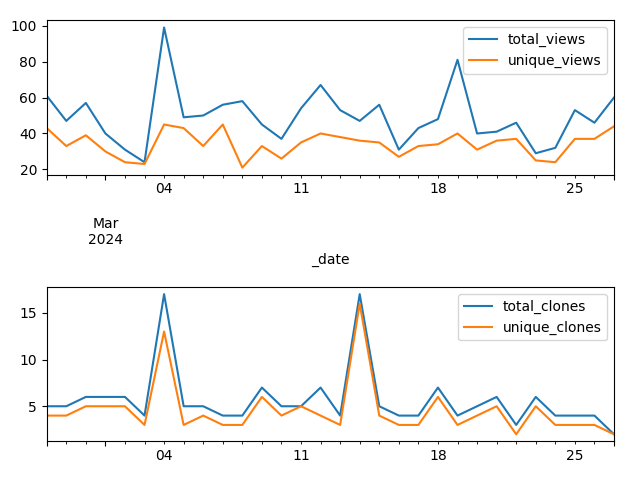 100
80
60
40
20
total_views
unique_views
04
11
18
25
Mar
2024
_date
15
10
5
total_clones
unique_clones
04
11
18
25